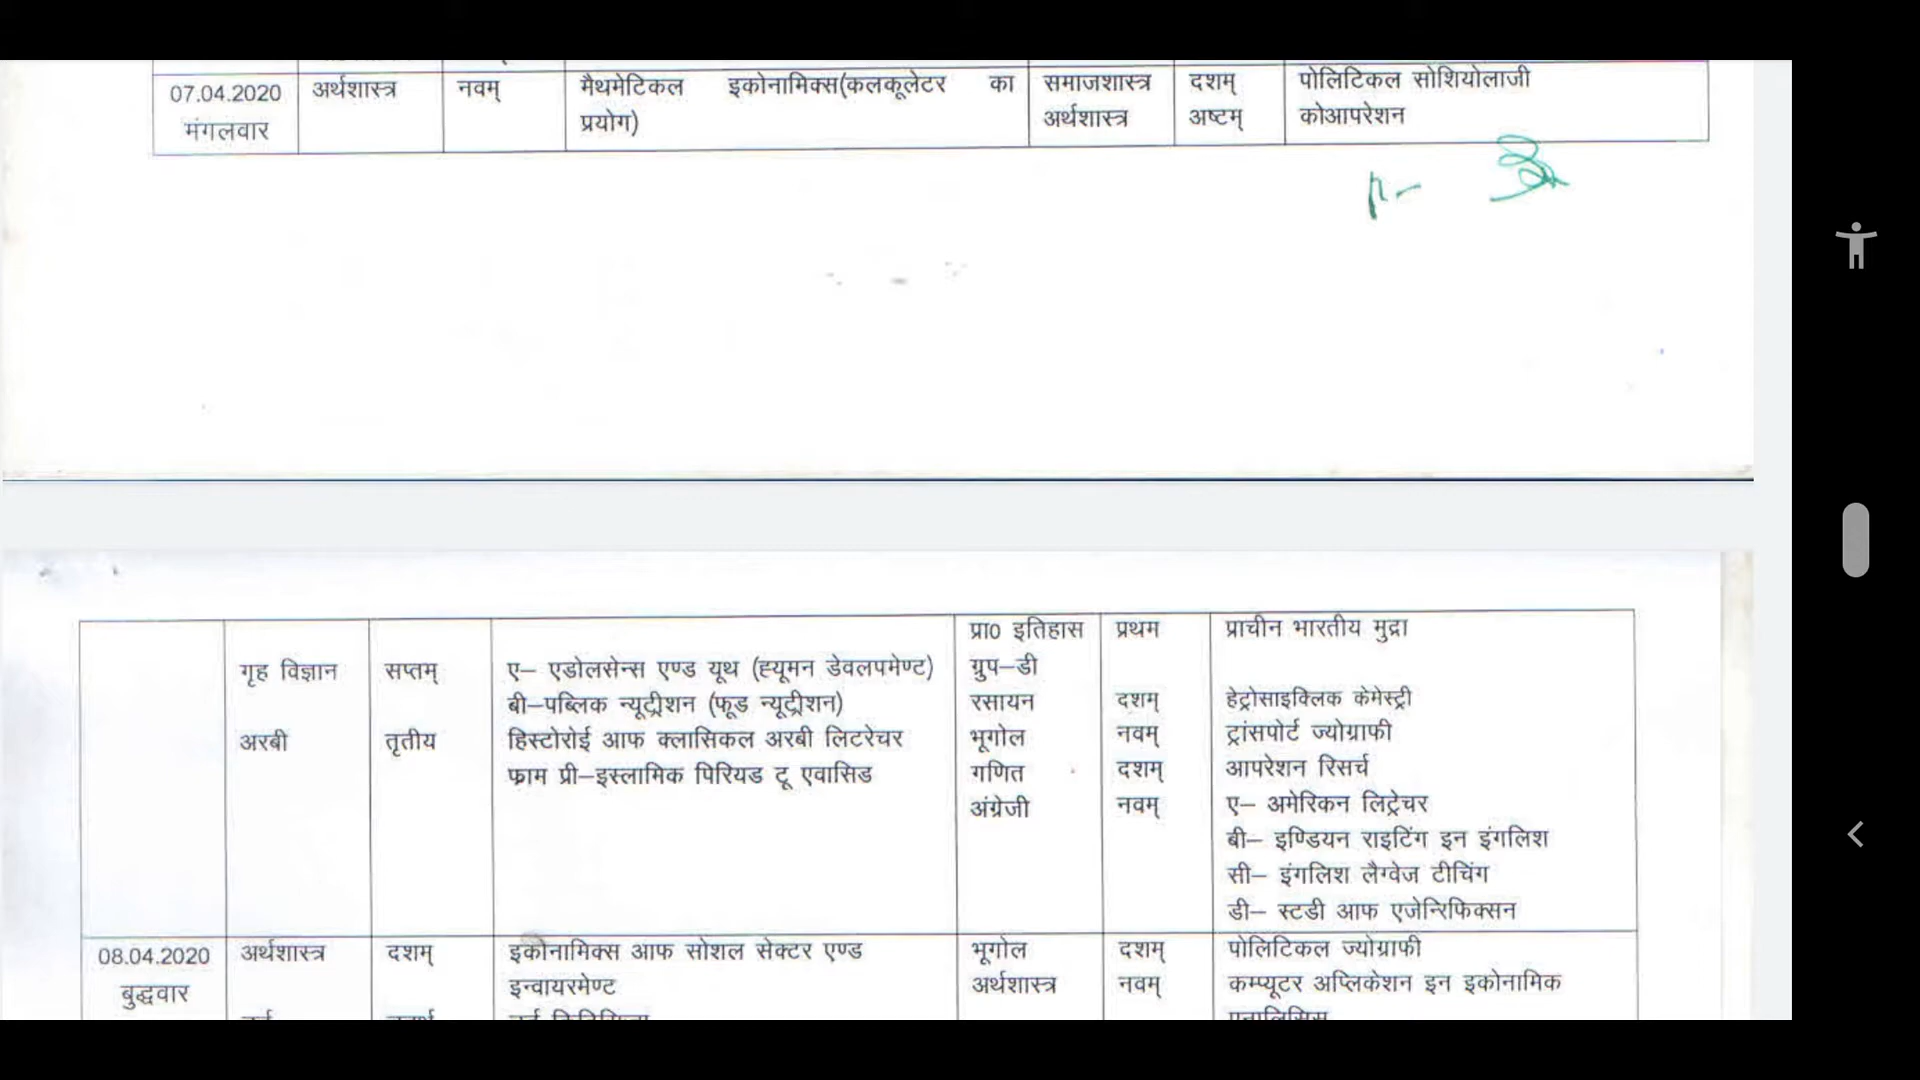 07.04.2020 अर्थशास्त्र नवम् मैथमेटिकल इकोनामिक्स(कलकूलेटर का समाजशास्त्र दशम् पोलिटिकल सोशियोलाजी
मंगलवार प्रयोग) अर्थशास्त्र अष्टम् कोआपरेशन
प्रा0 इतिहास प्रथम प्राचीन भारतीय मुद्रा
गृह विज्ञान सप्तम् ए– एडोलसेन्स एण्ड यूथ (ह्यूमन डेवलपमेण्ट) ग्रुप–डी
बी–पब्लिक न्यूट्रीशन (फूड न्यूट्रीशन) रसायन दशम् हेट्रोसाइक्लिक केमेस्ट्री
अरबी तृतीय हिस्टोरोई आफ क्लासिकल अरबी लिटरेचर भूगोल नवम् ट्रांसपोर्ट ज्योग्राफी
फ्राम प्री–इस्लामिक पिरियड टू एवासिड गणित दशम् आपरेशन रिसर्च
अंग्रेजी नवम् ए– अमेरिकन लिट्रेचर
बी– इण्डियन राइटिंग इन इंगलिश
सी– इंगलिश लैग्वेज टीचिंग
डी– स्टडी आफ एजेन्रिफिक्सन
08.04.2020 अर्थशास्त्र दशम् इकोनामिक्स आफ सोशल सेक्टर एण्ड भूगोल दशम् पोलिटिकल ज्योग्राफी
बुद्धवार इन्वायरमेण्ट अर्थशास्त्र नवम् कम्प्यूटर अप्लिकेशन इन इकोनामिक